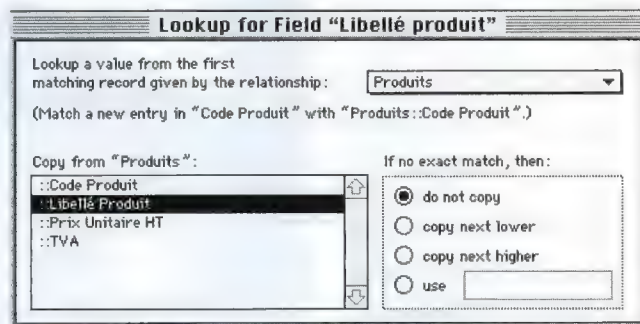 Lookup for Field “Libellé produit”
Lookup a value from the first
matching record given by the relationship:
Produits
(Match a new entry in “Code Produit” with “Produits::Code Produit”.)
Copy from “Produits”:
::Code Produit
::Libellé Produit
::Prix Unitaire HT
::TVA
If no exact match, then:
do not copy
copy next lower
copy next higher
use